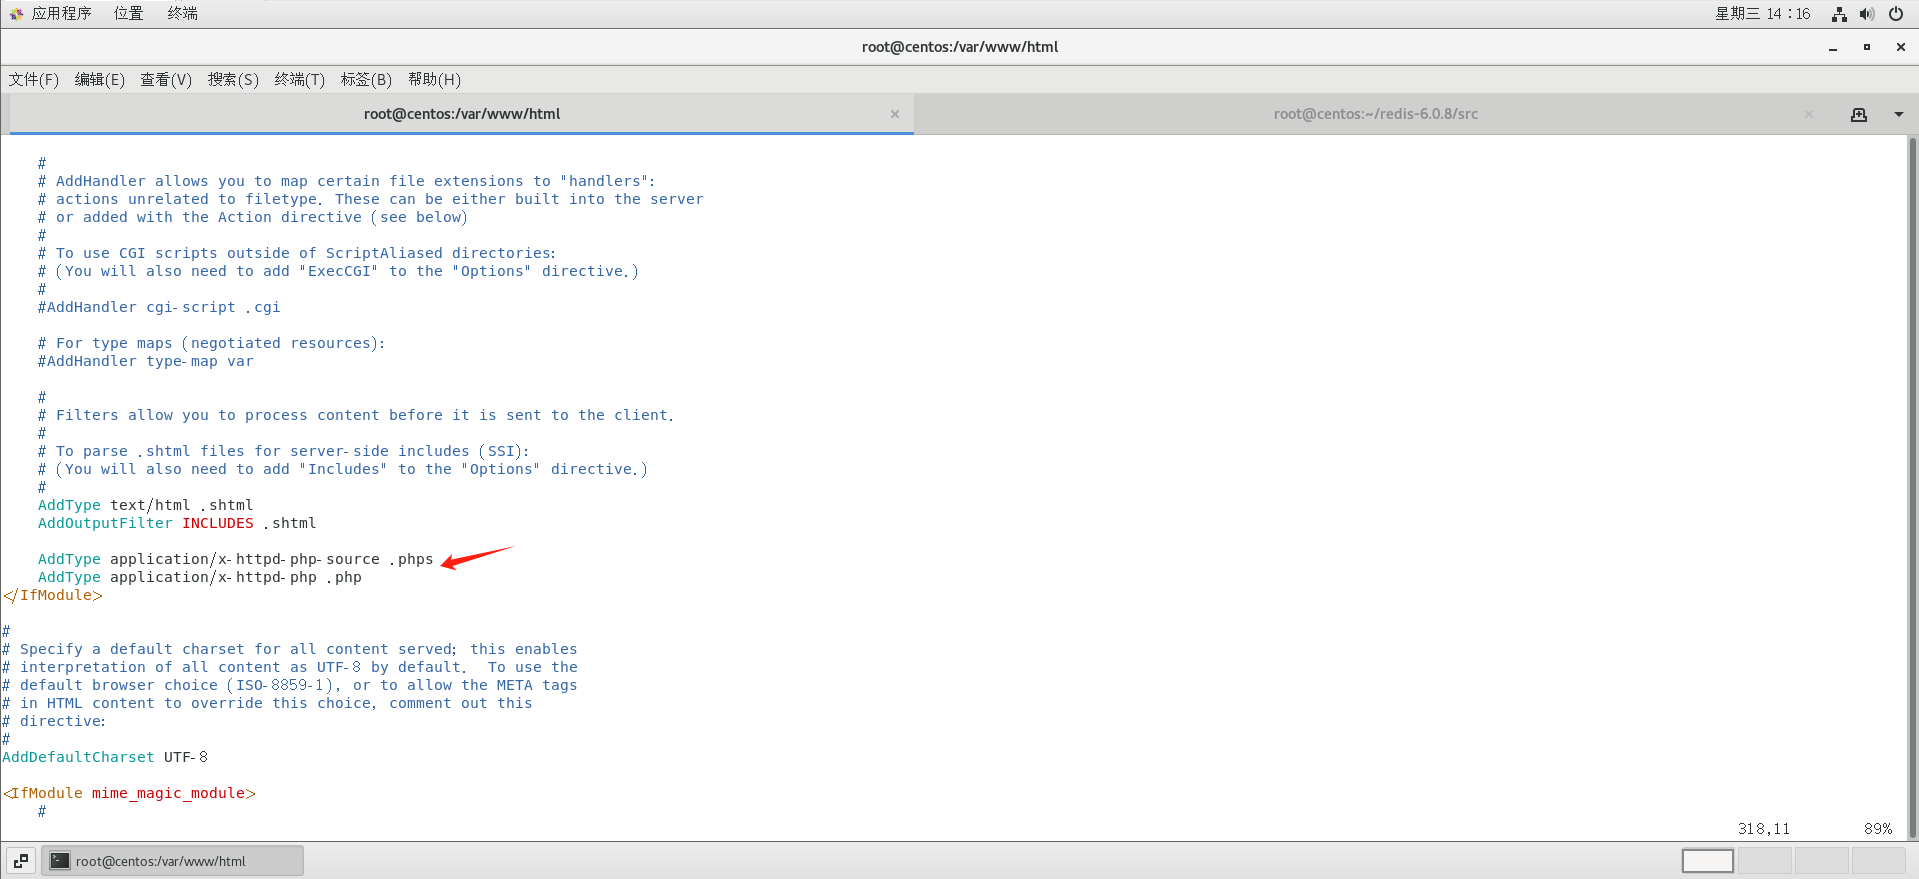 应用程序 位置 终端 星期三 14：16
root@centos:/var/www/html
文件(F) 编辑(E) 查看(V) 搜索(S) 终端(T) 标签(B) 帮助(H)
root@centos:/var/www/html × root@centos:~/redis-6.0.8/src ×
#
# AddHandler allows you to map certain file extensions to "handlers":
# actions unrelated to filetype. These can be either built into the server
# or added with the Action directive (see below)
#
# To use CGI scripts outside of ScriptAliased directories:
# (You will also need to add "ExecCGI" to the "Options" directive.)
#
#AddHandler cgi-script .cgi
# For type maps (negotiated resources):
#AddHandler type-map var
#
# Filters allow you to process content before it is sent to the client.
#
# To parse .shtml files for server-side includes (SSI):
# (You will also need to add "Includes" to the "Options" directive.)
#
AddType text/html .shtml
AddOutputFilter INCLUDES .shtml
AddType application/x-httpd-php-source .phps
AddType application/x-httpd-php .php
</IfModule>
#
# Specify a default charset for all content served; this enables
# interpretation of all content as UTF-8 by default.  To use the
# default browser choice (ISO-8859-1), or to allow the META tags
# in HTML content to override this choice, comment out this
# directive:
#
AddDefaultCharset UTF-8
<IfModule mime_magic_module>
#
318,11 89%
root@centos:/var/www/html